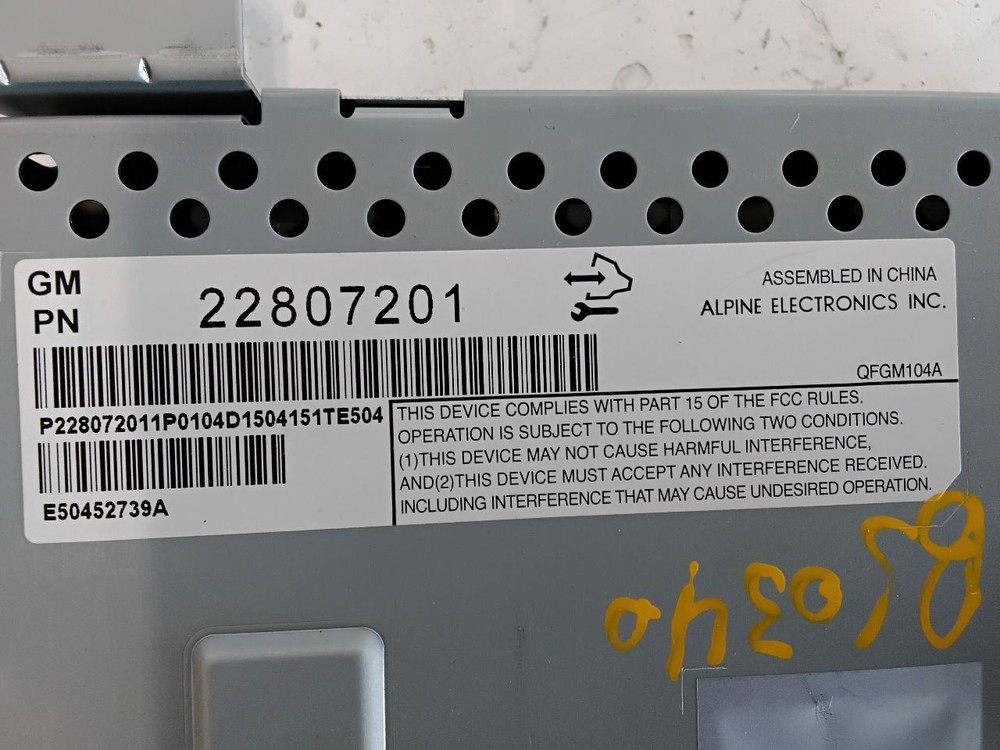 GM
PN 22807201
ASSEMBLED IN CHINA
ALPINE ELECTRONICS INC.
QFGM104A
P228072011P0104D1504151TE504
E50452739A
THIS DEVICE COMPLIES WITH PART 15 OF THE FCC RULES.
OPERATION IS SUBJECT TO THE FOLLOWING TWO CONDITIONS.
(1)THIS DEVICE MAY NOT CAUSE HARMFUL INTERFERENCE,
AND(2)THIS DEVICE MUST ACCEPT ANY INTERFERENCE RECEIVED.
INCLUDING INTERFERENCE THAT MAY CAUSE UNDESIRED OPERATION.